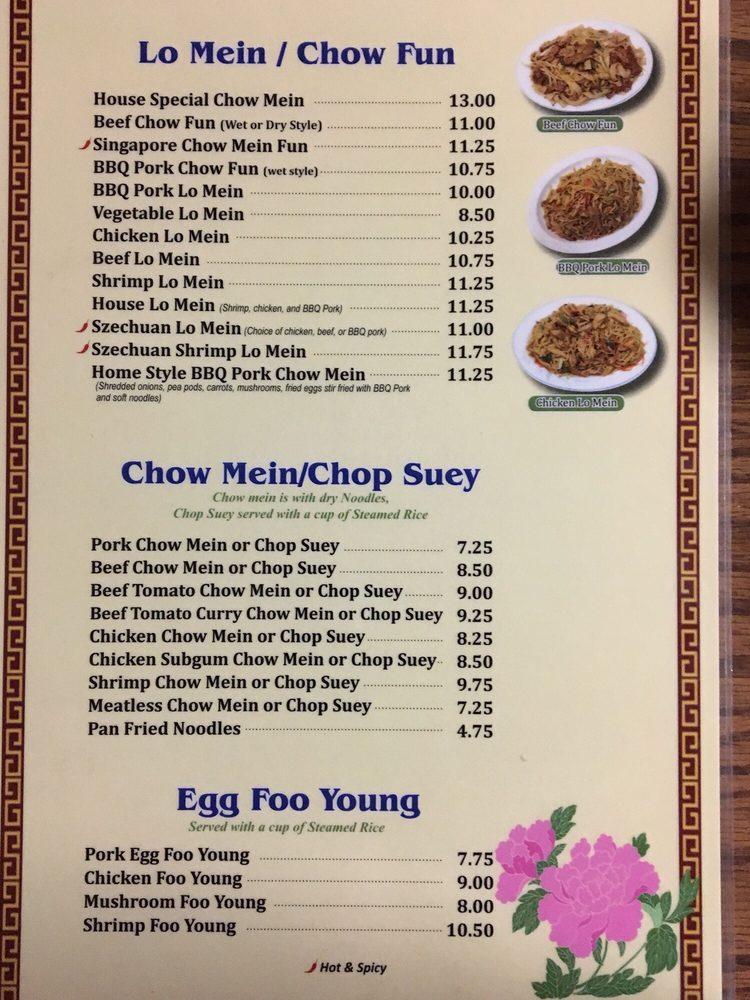 Lo Mein / Chow Fun
House Special Chow Mein 13.00
Beef Chow Fun (Wet or Dry Style) 11.00
Singapore Chow Mein Fun 11.25
BBQ Pork Chow Fun (wet style) 10.75
BBQ Pork Lo Mein 10.00
Vegetable Lo Mein 8.50
Chicken Lo Mein 10.25
Beef Lo Mein 10.75
Shrimp Lo Mein 11.25
House Lo Mein (Shrimp, chicken, and BBQ Pork) 11.25
Szechuan Lo Mein (Choice of chicken, beef, or BBQ pork) 11.00
Szechuan Shrimp Lo Mein 11.75
Home Style BBQ Pork Chow Mein 11.25
(Shredded onions, pea pods, carrots, mushrooms, fried eggs stir fried with BBQ Pork
and soft noodles)
Beef Chow Fun
BBQ Pork Lo Mein
Chicken Lo Mein
Chow Mein/Chop Suey
Chow mein is with dry Noodles,
Chop Suey served with a cup of Steamed Rice
Pork Chow Mein or Chop Suey 7.25
Beef Chow Mein or Chop Suey 8.50
Beef Tomato Chow Mein or Chop Suey 9.00
Beef Tomato Curry Chow Mein or Chop Suey 9.25
Chicken Chow Mein or Chop Suey 8.25
Chicken Subgum Chow Mein or Chop Suey 8.50
Shrimp Chow Mein or Chop Suey 9.75
Meatless Chow Mein or Chop Suey 7.25
Pan Fried Noodles 4.75
Egg Foo Young
Served with a cup of Steamed Rice
Pork Egg Foo Young 7.75
Chicken Foo Young 9.00
Mushroom Foo Young 8.00
Shrimp Foo Young 10.50
Hot & Spicy